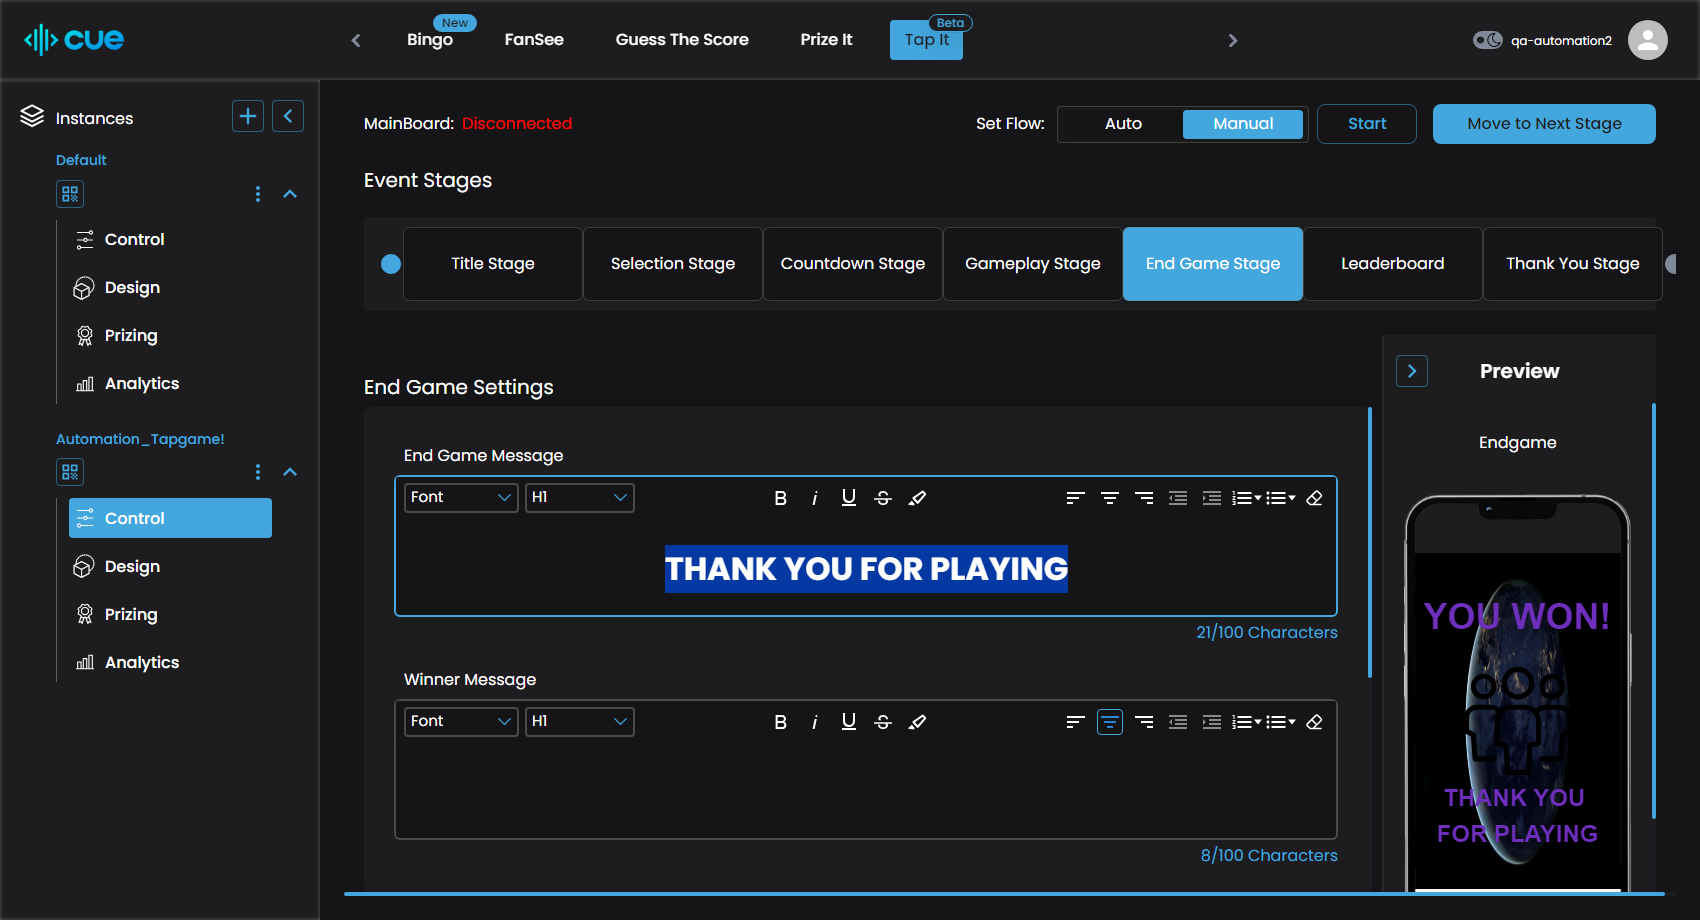 cue
Bingo
New
FanSee
Guess The Score
Prize It
Tap It
Beta
qa-automation2
Instances
Default
Control
Design
Prizing
Analytics
Automation_Tapgame!
Control
Design
Prizing
Analytics
MainBoard: Disconnected
Set Flow:
Auto
Manual
Start
Move to Next Stage
Event Stages
Title Stage
Selection Stage
Countdown Stage
Gameplay Stage
End Game Stage
Leaderboard
Thank You Stage
End Game Settings
End Game Message
Font
H1
B
i
U
S
THANK YOU FOR PLAYING
21/100 Characters
Winner Message
Font
H1
B
i
U
S
8/100 Characters
Preview
Endgame
YOU WON!
THANK YOU
FOR PLAYING